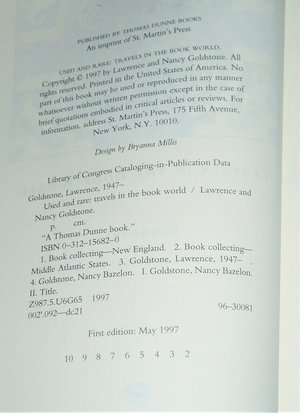 PUBLISHED BY THOMAS DUNNE BOOKS
An imprint of St. Martin's Press
USED AND RARE: TRAVELS IN THE BOOK WORLD.
Copyright © 1997 by Lawrence and Nancy Goldstone. All
rights reserved. Printed in the United States of America. No
part of this book may be used or reproduced in any manner
whatsoever without written permission except in the case of
brief quotations embodied in critical articles or reviews. For
information, address St. Martin's Press, 175 Fifth Avenue,
New York, N.Y. 10010.
Design by Bryanna Millis
Library of Congress Cataloging-in-Publication Data
Goldstone, Lawrence, 1947–
Used and rare: travels in the book world / Lawrence and
Nancy Goldstone.
p. cm.
"A Thomas Dunne book."
ISBN 0-312-15682-0
1. Book collecting—New England. 2. Book collecting—
Middle Atlantic States. 3. Goldstone, Lawrence, 1947– .
4. Goldstone, Nancy Bazelon. I. Goldstone, Nancy Bazelon.
II. Title.
Z987.5.U6G65 1997
002'.092—dc21 96-30081
First edition: May 1997
10 9 8 7 6 5 4 3 2